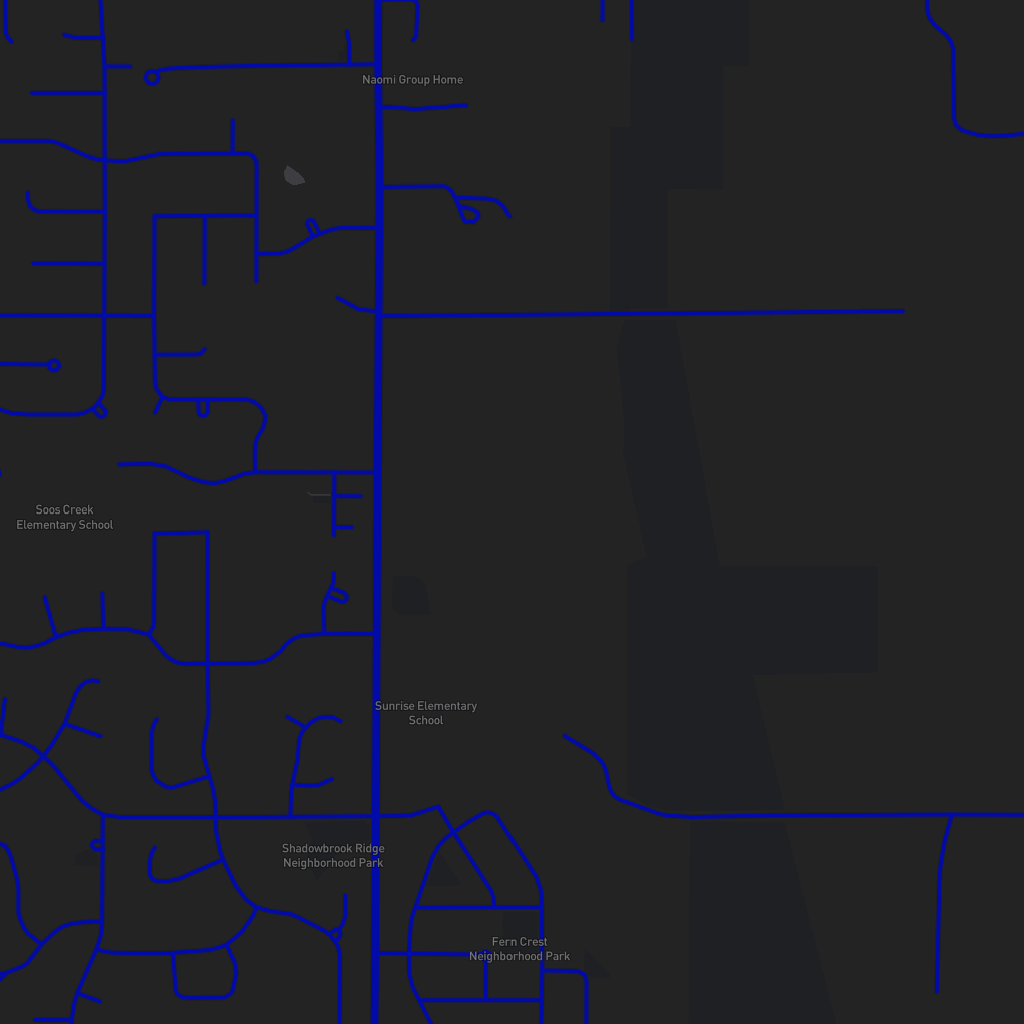 Naomi Group Home
Soos Creek
Elementary School
Sunrise Elementary
School
Shadowbrook Ridge
Neighborhood Park
Fern Crest
Neighborhood Park